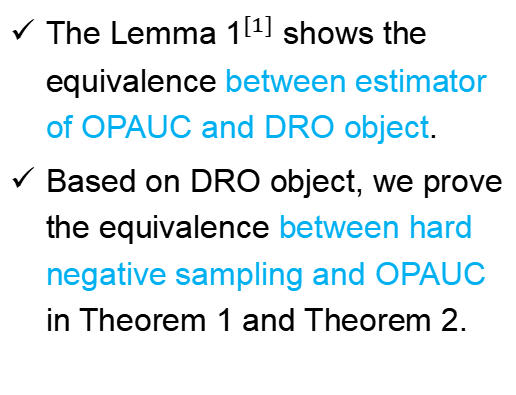 ✓ The Lemma 1[1] shows the
equivalence between estimator
of OPAUC and DRO object.
✓ Based on DRO object, we prove
the equivalence between hard
negative sampling and OPAUC
in Theorem 1 and Theorem 2.